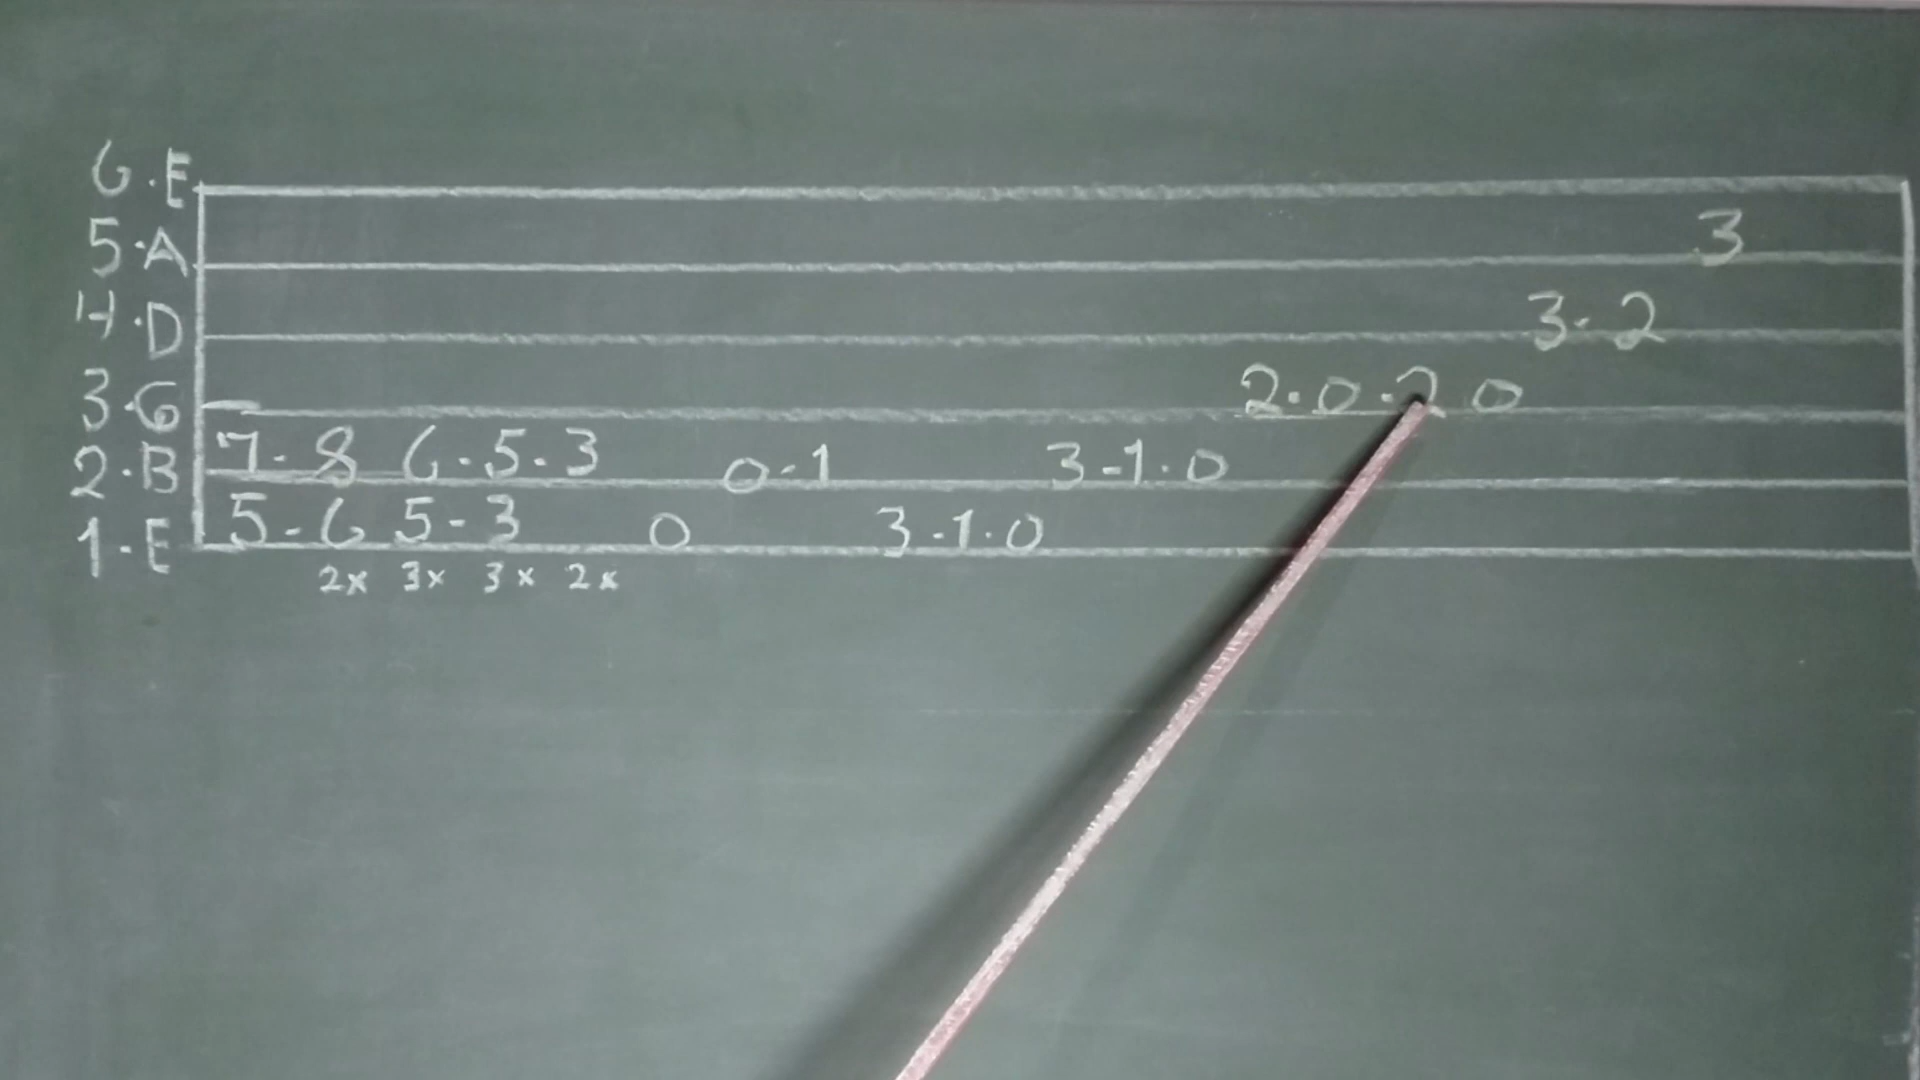 6.E
5.A 3
4.D 3-2
3.G 2.0.2 0
2.B 7-8 6-5-3 0-1 3-1.0
1-E 5-6 5-3 0 3-1.0
2x 3x 3x 2x